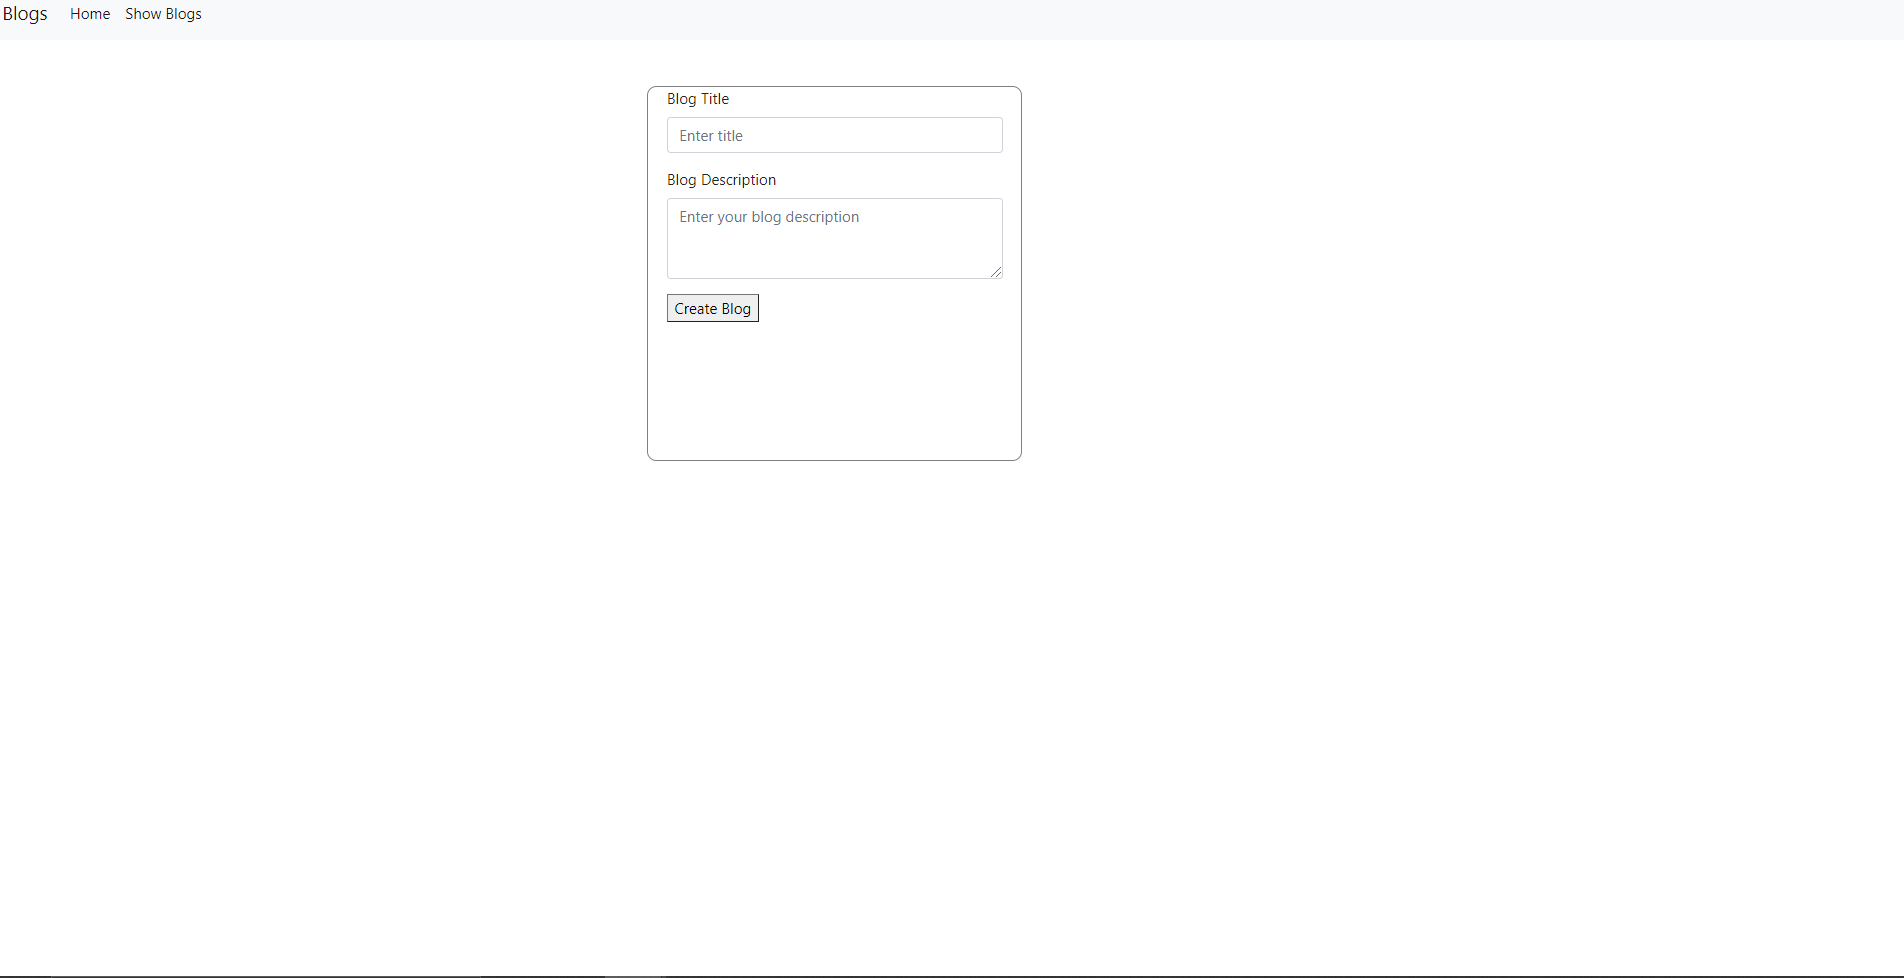 Blogs Home Show Blogs
Blog Title
Enter title
Blog Description
Enter your blog description
Create Blog